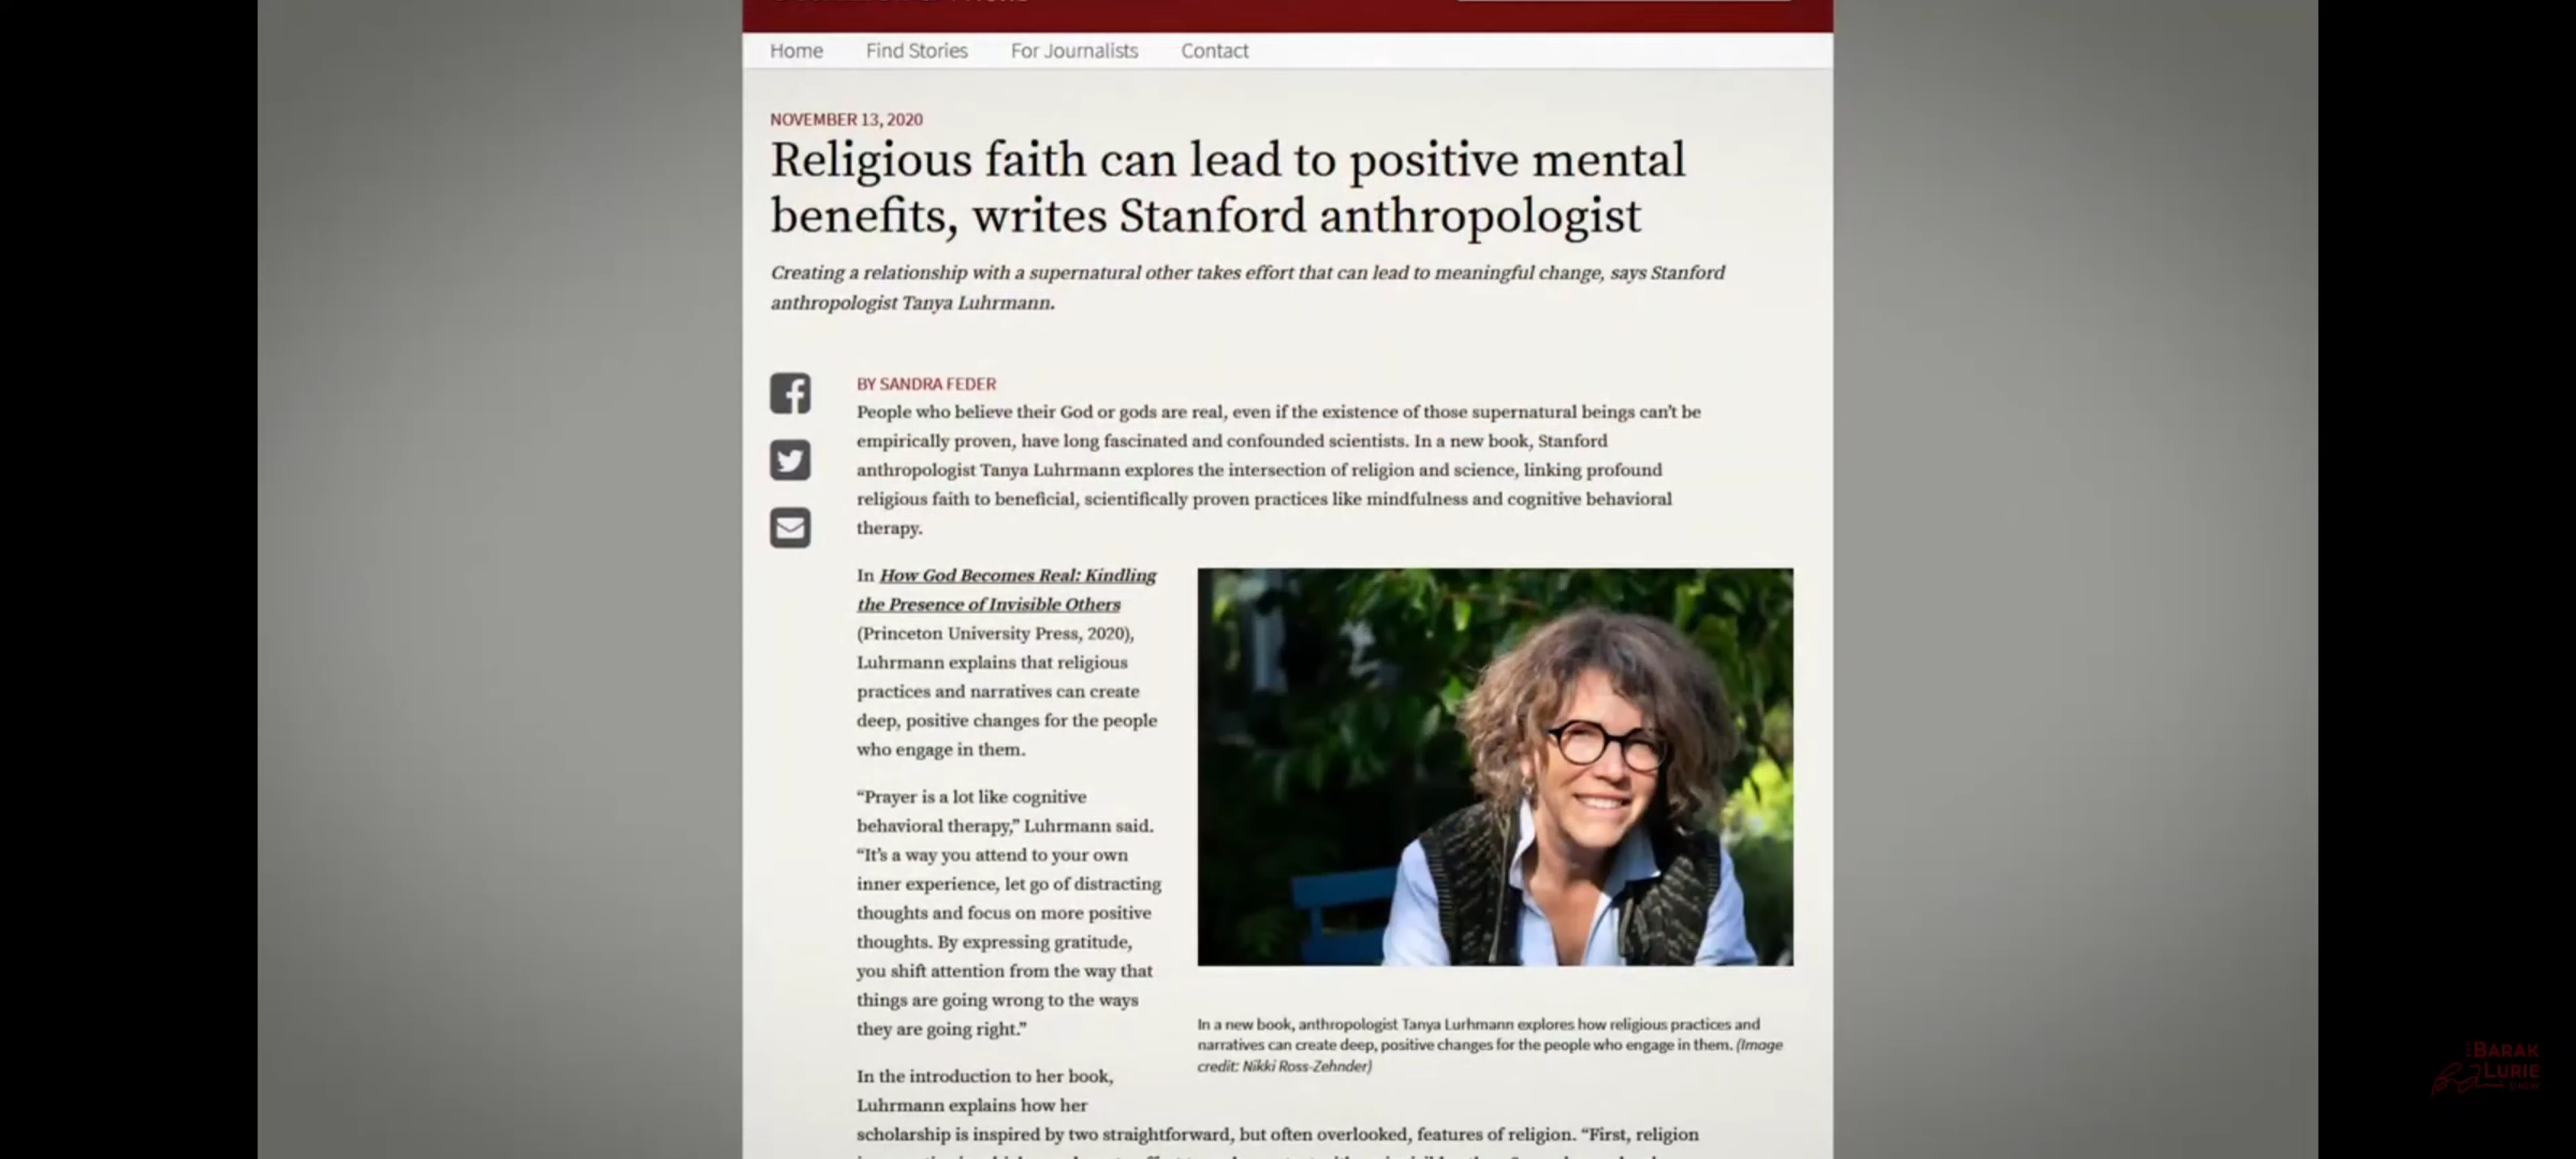 Home Find Stories For Journalists Contact
NOVEMBER 13, 2020
Religious faith can lead to positive mental
benefits, writes Stanford anthropologist
Creating a relationship with a supernatural other takes effort that can lead to meaningful change, says Stanford
anthropologist Tanya Luhrmann.
BY SANDRA FEDER
People who believe their God or gods are real, even if the existence of those supernatural beings can't be
empirically proven, have long fascinated and confounded scientists. In a new book, Stanford
anthropologist Tanya Luhrmann explores the intersection of religion and science, linking profound
religious faith to beneficial, scientifically proven practices like mindfulness and cognitive behavioral
therapy.
In How God Becomes Real: Kindling
the Presence of Invisible Others
(Princeton University Press, 2020),
Luhrmann explains that religious
practices and narratives can create
deep, positive changes for the people
who engage in them.
“Prayer is a lot like cognitive
behavioral therapy,” Luhrmann said.
“It's a way you attend to your own
inner experience, let go of distracting
thoughts and focus on more positive
thoughts. By expressing gratitude,
you shift attention from the way that
things are going wrong to the ways
they are going right.”
In a new book, anthropologist Tanya Lurhmann explores how religious practices and
narratives can create deep, positive changes for the people who engage in them. (Image
credit: Nikki Ross-Zehnder)
In the introduction to her book,
Luhrmann explains how her
scholarship is inspired by two straightforward, but often overlooked, features of religion. “First, religion
BARAK
LURIE